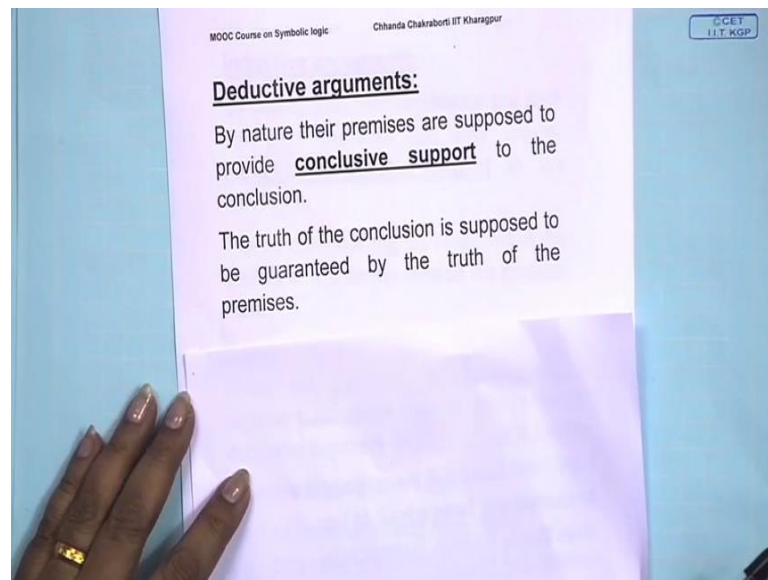 MOOC Course on Symbolic logic Chhanda Chakraborti IIT Kharagpur
CCET
I.I.T. KGP
Deductive arguments:
By nature their premises are supposed to
provide conclusive support to the
conclusion.
The truth of the conclusion is supposed to
be guaranteed by the truth of the
premises.